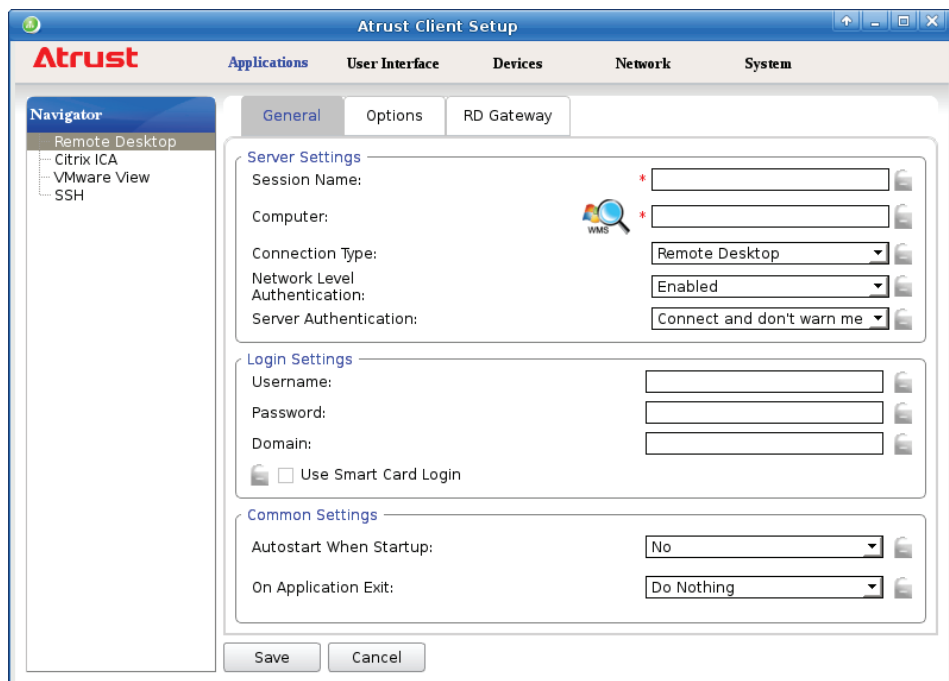 Atrust Client Setup
Atrust
Applications User Interface Devices Network System
Navigator
Remote Desktop
Citrix ICA
VMware View
SSH
General Options RD Gateway
Server Settings
Session Name: *
Computer: WMS *
Connection Type: Remote Desktop
Network Level
Authentication: Enabled
Server Authentication: Connect and don't warn me
Login Settings
Username:
Password:
Domain:
Use Smart Card Login
Common Settings
Autostart When Startup: No
On Application Exit: Do Nothing
Save Cancel